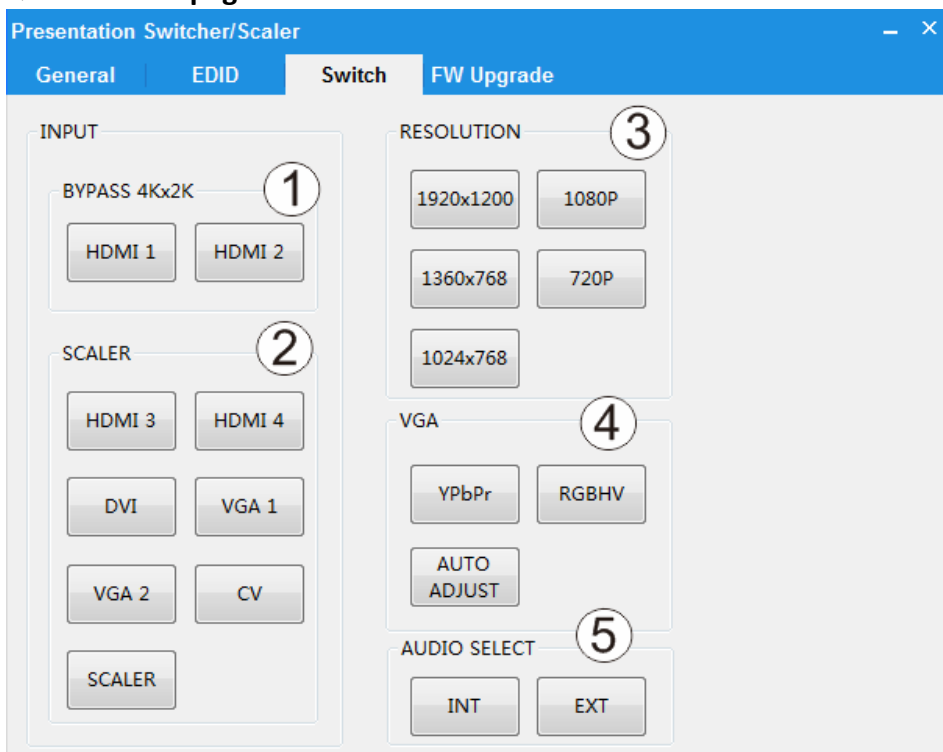 Presentation Switcher/Scaler
General EDID Switch FW Upgrade
INPUT
BYPASS 4Kx2K 1
HDMI 1 HDMI 2
SCALER 2
HDMI 3 HDMI 4
DVI VGA 1
VGA 2 CV
SCALER
RESOLUTION 3
1920x1200 1080P
1360x768 720P
1024x768
VGA 4
YPbPr RGBHV
AUTO
ADJUST
AUDIO SELECT 5
INT EXT